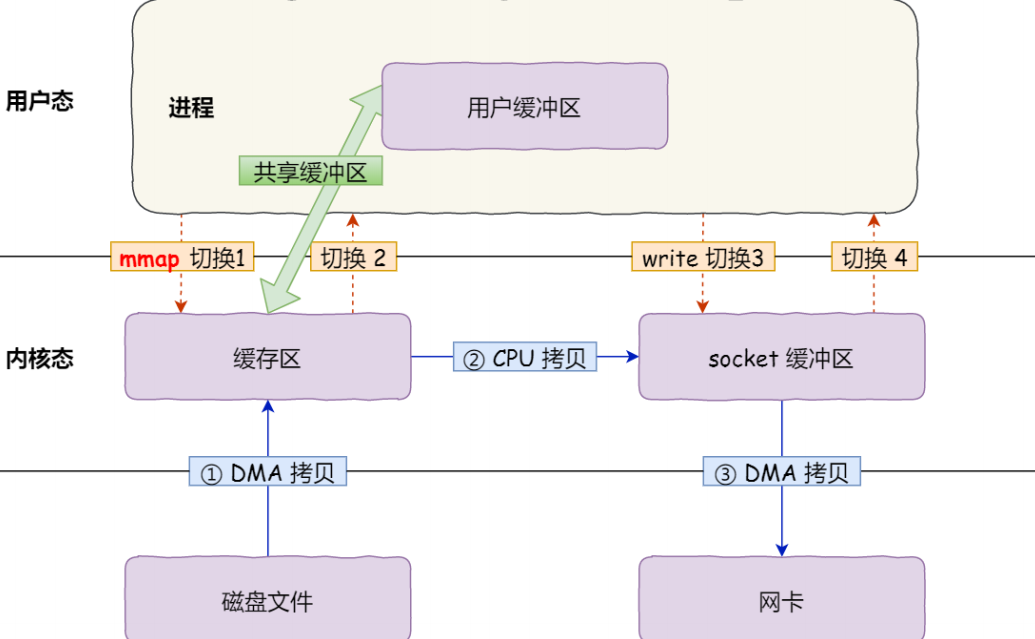 用户态
进程
用户缓冲区
共享缓冲区
mmap 切换1
切换 2
write 切换3
切换 4
内核态
缓存区
② CPU 拷贝
socket 缓冲区
① DMA 拷贝
③ DMA 拷贝
磁盘文件
网卡